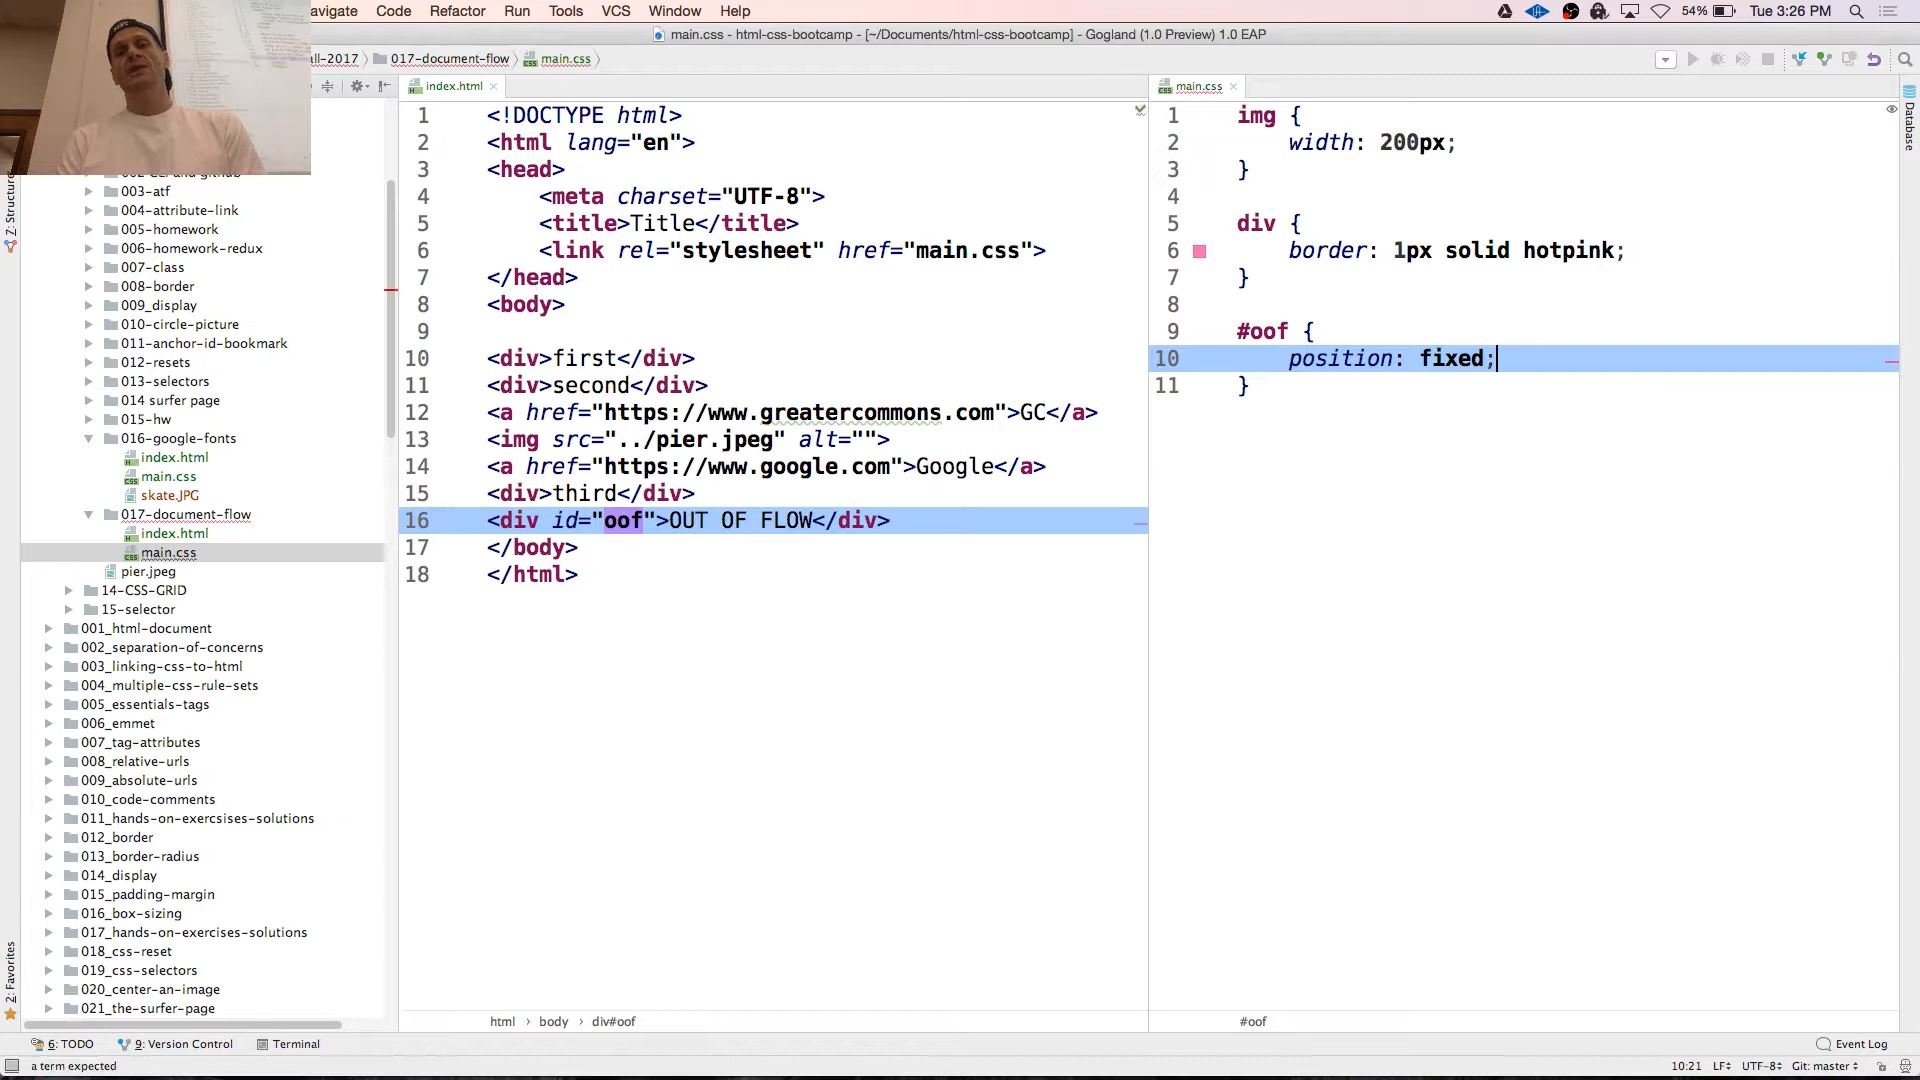 avigate Code Refactor Run Tools VCS Window Help 54% Tue 3:26 PM
main.css - html-css-bootcamp - [~/Documents/html-css-bootcamp] - Gogland (1.0 Preview) 1.0 EAP
ll-2017 017-document-flow main.css
index.html
main.css
Z: Structure
2: Favorites
Database
003-atf
004-attribute-link
005-homework
006-homework-redux
007-class
008-border
009_display
010-circle-picture
011-anchor-id-bookmark
012-resets
013-selectors
014 surfer page
015-hw
016-google-fonts
index.html
main.css
skate.JPG
017-document-flow
index.html
main.css
pier.jpeg
14-CSS-GRID
15-selector
001_html-document
002_separation-of-concerns
003_linking-css-to-html
004_multiple-css-rule-sets
005_essentials-tags
006_emmet
007_tag-attributes
008_relative-urls
009_absolute-urls
010_code-comments
011_hands-on-exercsises-solutions
012_border
013_border-radius
014_display
015_padding-margin
016_box-sizing
017_hands-on-exercises-solutions
018_css-reset
019_css-selectors
020_center-an-image
021_the-surfer-page
1 <!DOCTYPE html>
2 <html lang="en">
3 <head>
4 <meta charset="UTF-8">
5 <title>Title</title>
6 <link rel="stylesheet" href="main.css">
7 </head>
8 <body>
9
10 <div>first</div>
11 <div>second</div>
12 <a href="https://www.greatercommons.com">GC</a>
13 <img src="../pier.jpeg" alt="">
14 <a href="https://www.google.com">Google</a>
15 <div>third</div>
16 <div id="oof">OUT OF FLOW</div>
17 </body>
18 </html>
html › body › div#oof
1 img {
2 width: 200px;
3 }
4
5 div {
6 border: 1px solid hotpink;
7 }
8
9 #oof {
10 position: fixed;
11 }
#oof
6: TODO 9: Version Control Terminal Event Log
a term expected 10:21 LF UTF-8 Git: master